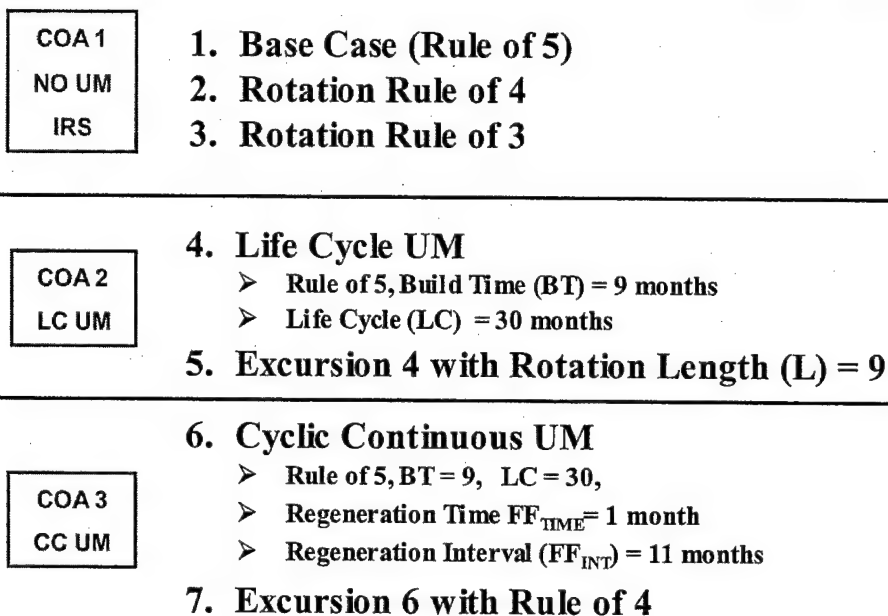 COA 1
NO UM
IRS
1. Base Case (Rule of 5)
2. Rotation Rule of 4
3. Rotation Rule of 3
COA 2
LC UM
4. Life Cycle UM
➢ Rule of 5, Build Time (BT) = 9 months
➢ Life Cycle (LC) = 30 months
5. Excursion 4 with Rotation Length (L) = 9
COA 3
CC UM
6. Cyclic Continuous UM
➢ Rule of 5, BT = 9, LC = 30,
➢ Regeneration Time FF_TIME= 1 month
➢ Regeneration Interval (FF_INT) = 11 months
7. Excursion 6 with Rule of 4